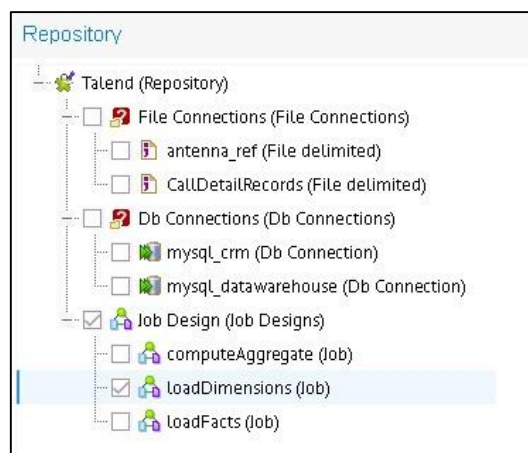 Repository
Talend (Repository)
File Connections (File Connections)
antenna_ref (File delimited)
CallDetailRecords (File delimited)
Db Connections (Db Connections)
mysql_crm (Db Connection)
mysql_datawarehouse (Db Connection)
Job Design (Job Designs)
computeAggregate (Job)
loadDimensions (Job)
loadFacts (Job)